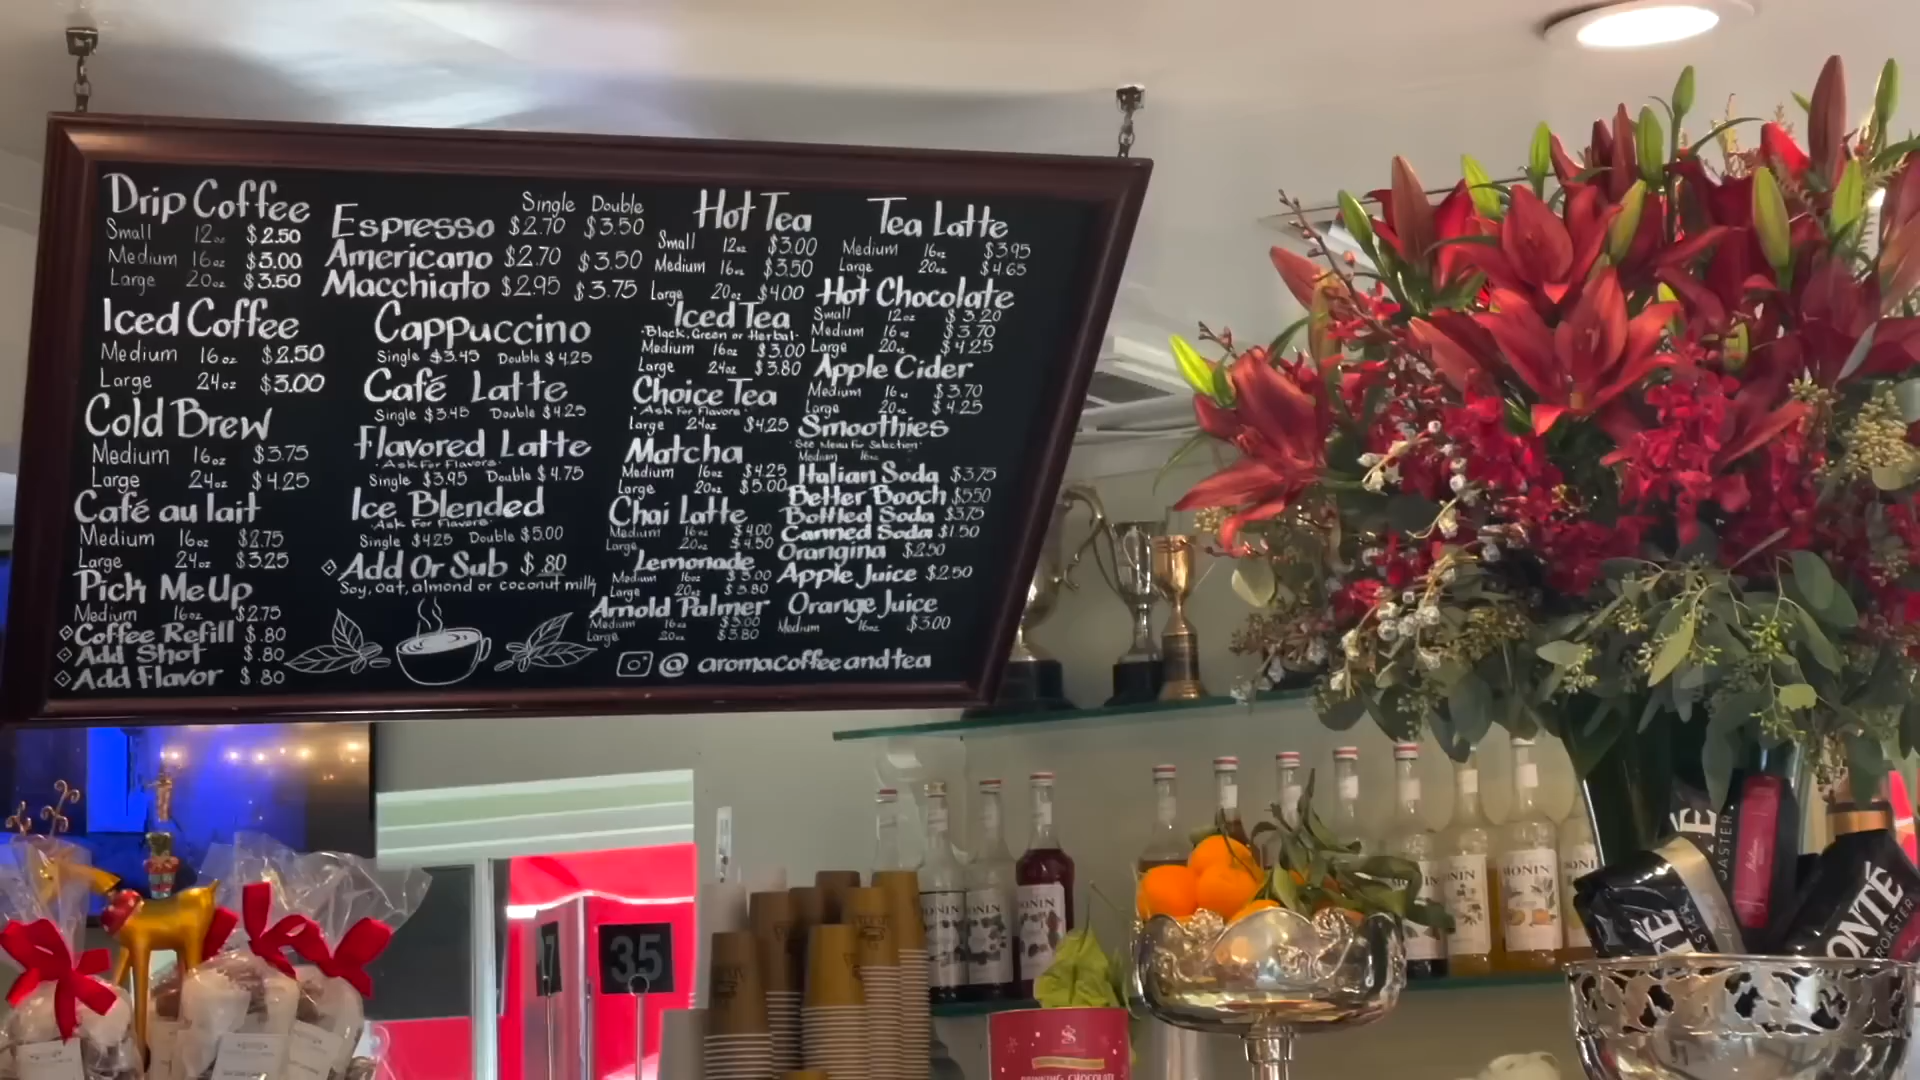 Drip Coffee
Small 12oz $2.50
Medium 16oz $3.00
Large 20oz $3.50
Iced Coffee
Medium 16oz $2.50
Large 24oz $3.00
Cold Brew
Medium 16oz $3.75
Large 24oz $4.25
Café au lait
Medium 16oz $2.75
Large 24oz $3.25
Pick Me Up
Medium 16oz $2.75
Coffee Refill $.80
Add Shot $.80
Add Flavor $.80
Single Double
Espresso $2.70 $3.50
Americano $2.70 $3.50
Macchiato $2.95 $3.75
Cappuccino
Single $3.45 Double $4.25
Café Latte
Single $3.45 Double $4.25
Flavored Latte
·Ask For Flavors·
Single $3.95 Double $4.75
Ice Blended
·Ask For Flavors·
Single $4.25 Double $5.00
Add Or Sub $.80
Soy, oat, almond or coconut milk
Hot Tea
Small 12oz $3.00
Medium 16oz $3.50
Large 20oz $4.00
Iced Tea
·Black, Green or Herbal·
Medium 16oz $3.00
Large 24oz $3.80
Choice Tea
·Ask For Flavors·
Large 24oz $4.25
Matcha
Medium 16oz $4.25
Large 20oz $5.00
Chai Latte
Medium 16oz $4.00
Large 20oz $4.50
Lemonade
Medium 16oz $3.00
Large 20oz $3.80
Arnold Palmer
Medium 16oz $3.00
Large 20oz $3.80
Tea Latte
Medium 16oz $3.95
Large 20oz $4.65
Hot Chocolate
Small 12oz $3.20
Medium 16oz $3.70
Large 20oz $4.25
Apple Cider
Medium 16oz $3.70
Large 20oz $4.25
Smoothies
·See Menu For Selection·
Medium 16oz
Italian Soda $3.75
Better Booch $5.50
Bottled Soda $3.75
Canned Soda $1.50
Orangina $2.50
Apple Juice $2.50
Orange Juice
Medium 16oz $3.00
@ aromacoffeeandtea
17
35
MONIN
MONIN
MONIN
MONIN
MONIN
DRINKING CHOCOLATE